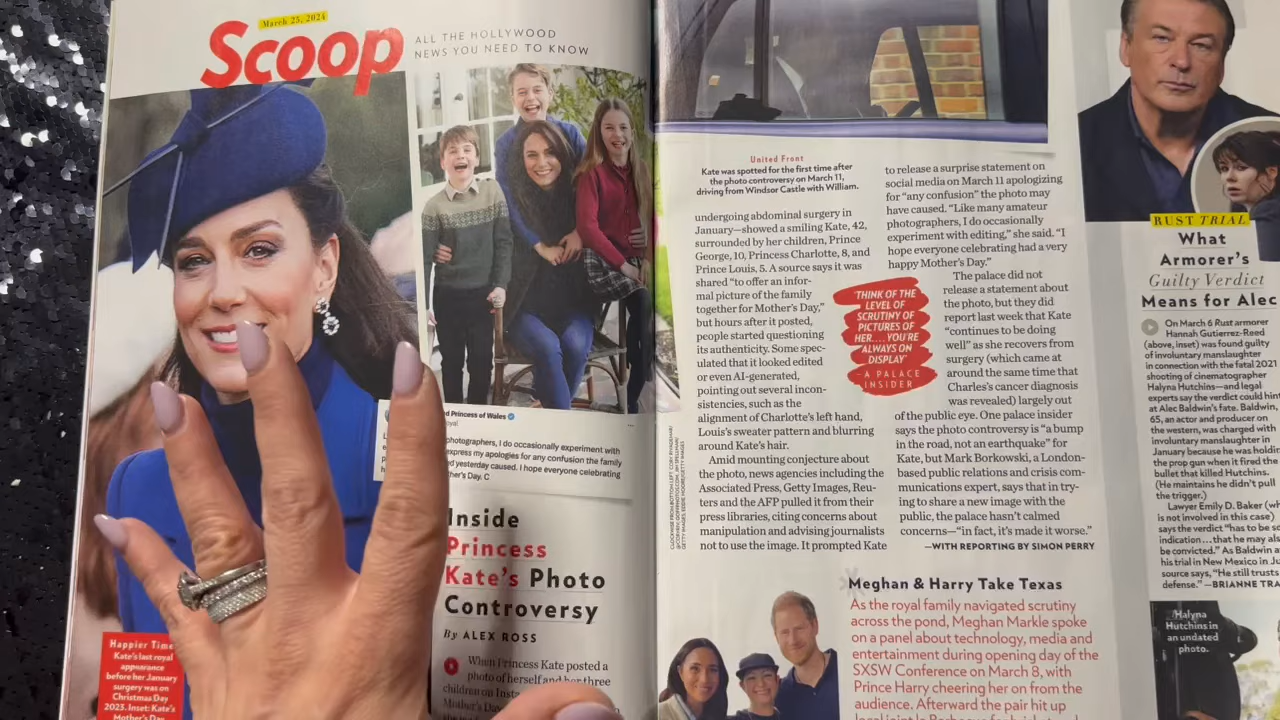 March 25, 2024
Scoop
ALL THE HOLLYWOOD
NEWS YOU NEED TO KNOW
Princess of Wales
photographers, I do occasionally experiment with
express my apologies for any confusion the family
yesterday caused. I hope everyone celebrating
Day. C
Inside
Princess
Kate's Photo
Controversy
By ALEX ROSS
When Princess Kate posted a
photo of herself and her three
children on
Happier
Kate's last royal
appearance
before her January
surgery was on
Christmas Day
2023. Inset: Kate's
Mother's Day
United Front
Kate was spotted for the first time after
the photo controversy on March 11,
driving from Windsor Castle with William.
undergoing abdominal surgery in
January—showed a smiling Kate, 42,
surrounded by her children, Prince
George, 10, Princess Charlotte, 8, and
Prince Louis, 5. A source says it was
shared "to offer an infor-
mal picture of the family
together for Mother's Day,"
but hours after it posted,
people started questioning
its authenticity. Some spec-
ulated that it looked edited
or even AI-generated,
pointing out several incon-
sistencies, such as the
alignment of Charlotte's left hand,
Louis's sweater pattern and blurring
around Kate's hair.
Amid mounting conjecture about
the photo, news agencies including the
Associated Press, Getty Images, Reu-
ters and the AFP pulled it from their
press libraries, citing concerns about
manipulation and advising journalists
not to use the image. It prompted Kate
to release a surprise statement on
social media on March 11 apologizing
for "any confusion" the photo may
have caused. "Like many amateur
photographers, I do occasionally
experiment with editing," she said. "I
hope everyone celebrating had a very
happy Mother's Day."
The palace did not
release a statement about
the photo, but they did
report last week that Kate
"continues to be doing
well" as she recovers from
surgery (which came at
around the same time that
Charles's cancer diagnosis
was revealed) largely out
of the public eye. One palace insider
says the photo controversy is "a bump
in the road, not an earthquake" for
Kate, but Mark Borkowski, a London-
based public relations and crisis com-
munications expert, says that in try-
ing to share a new image with the
public, the palace hasn't calmed
concerns—"in fact, it's made it worse."
—WITH REPORTING BY SIMON PERRY
'THINK OF THE
LEVEL OF
SCRUTINY OF
PICTURES OF
HER....YOU'RE
ALWAYS ON
DISPLAY'
–A PALACE
INSIDER
Meghan & Harry Take Texas
As the royal family navigated scrutiny
across the pond, Meghan Markle spoke
on a panel about technology, media and
entertainment during opening day of the
SXSW Conference on March 8, with
Prince Harry cheering her on from the
audience. Afterward the pair hit up
RUST TRIAL
What
Armorer's
Guilty Verdict
Means for Alec
On March 6 Rust armorer
Hannah Gutierrez-Reed
(above, inset) was found guilty
of involuntary manslaughter
in connection with the fatal 2021
shooting of cinematographer
Halyna Hutchins—and legal
experts say the verdict could hint
at Alec Baldwin's fate. Baldwin,
65, an actor and producer on
the western, was charged with
involuntary manslaughter in
January because he was holding
the prop gun when it fired the
bullet that killed Hutchins.
(He maintains he didn't pull
the trigger.)
Lawyer Emily D. Baker
is not involved in this case)
says the verdict "has to be
indication...that he may
be convicted." As Baldwin
his trial in New Mexico in
source says, "He still trusts
defense." —BRIANNE
Halyna
Hutchins in
an undated
photo.